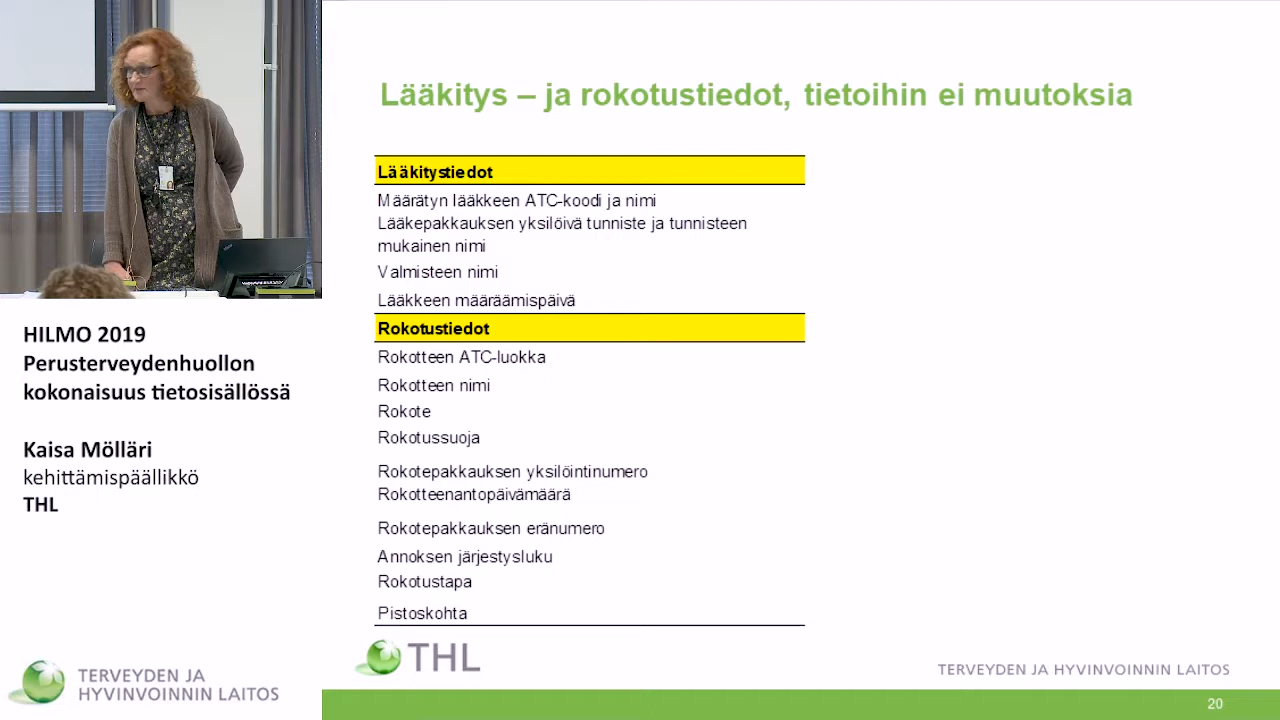 HILMO 2019
Perusterveydenhuollon
kokonaisuus tietosisällössä
Kaisa Mölläri
kehittämispäällikkö
THL
TERVEYDEN JA
HYVINVOINNIN LAITOS
Lääkitys – ja rokotustiedot, tietoihin ei muutoksia
Lääkitystiedot
Määrätyn lääkkeen ATC-koodi ja nimi
Lääkepakkauksen yksilöivä tunniste ja tunnisteen
mukainen nimi
Valmisteen nimi
Lääkkeen määräämispäivä
Rokotustiedot
Rokotteen ATC-luokka
Rokotteen nimi
Rokote
Rokotussuoja
Rokotepakkauksen yksilöintinumero
Rokotteenantopäivämäärä
Rokotepakkauksen eränumero
Annoksen järjestysluku
Rokotustapa
Pistoskohta
THL
TERVEYDEN JA HYVINVOINNIN LAITOS
20